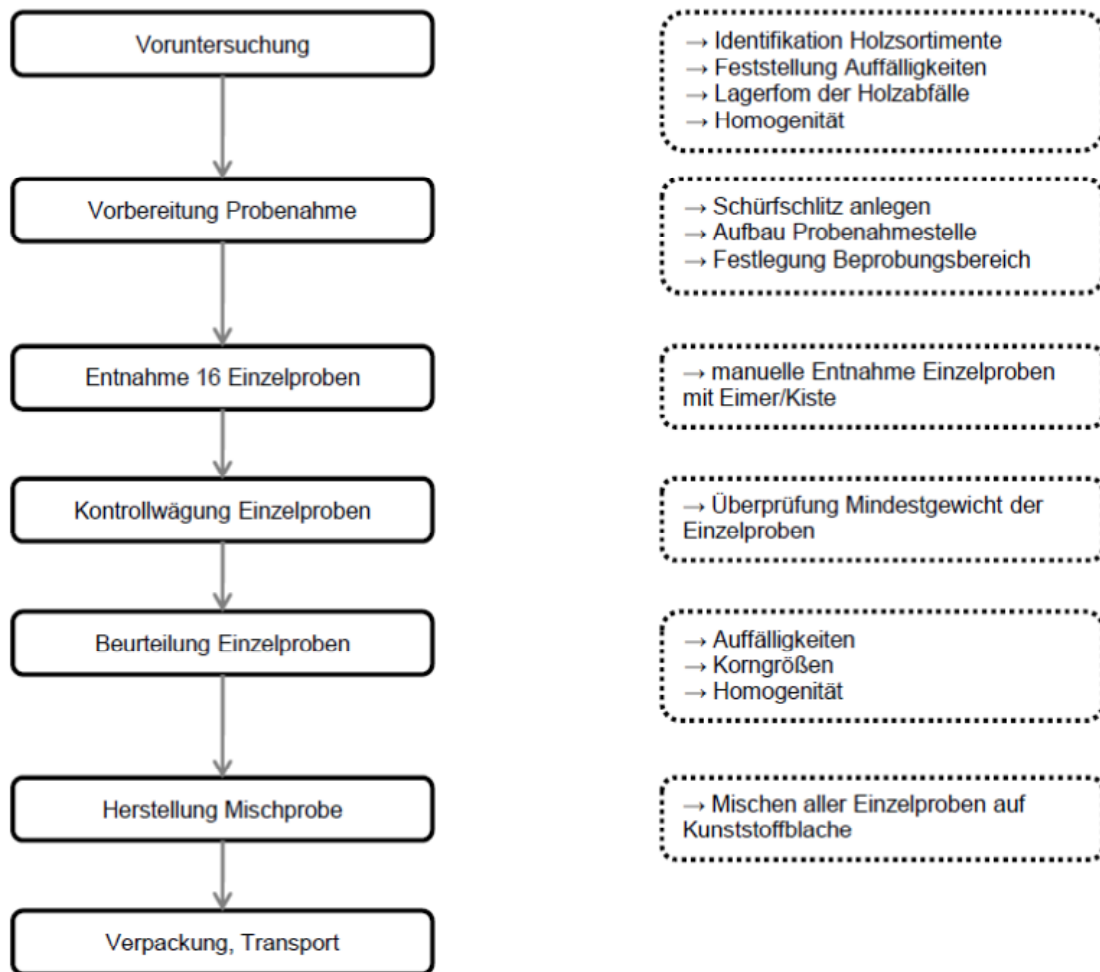 Voruntersuchung
→ Identifikation Holzsortimente
→ Feststellung Auffälligkeiten
→ Lagerfom der Holzabfälle
→ Homogenität
Vorbereitung Probenahme
→ Schürfschlitz anlegen
→ Aufbau Probenahmestelle
→ Festlegung Beprobungsbereich
Entnahme 16 Einzelproben
→ manuelle Entnahme Einzelproben
mit Eimer/Kiste
Kontrollwägung Einzelproben
→ Überprüfung Mindestgewicht der
Einzelproben
Beurteilung Einzelproben
→ Auffälligkeiten
→ Korngrößen
→ Homogenität
Herstellung Mischprobe
→ Mischen aller Einzelproben auf
Kunststoffblache
Verpackung, Transport